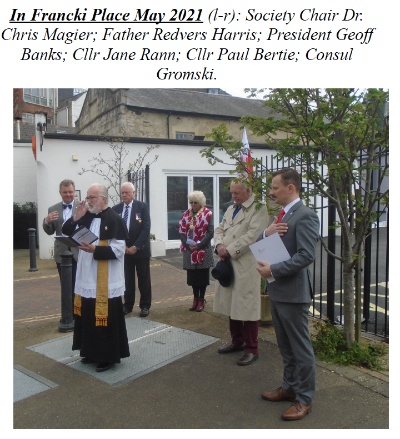 In Francki Place May 2021 (l-r): Society Chair Dr.
Chris Magier; Father Redvers Harris; President Geoff
Banks; Cllr Jane Rann; Cllr Paul Bertie; Consul
Gromski.